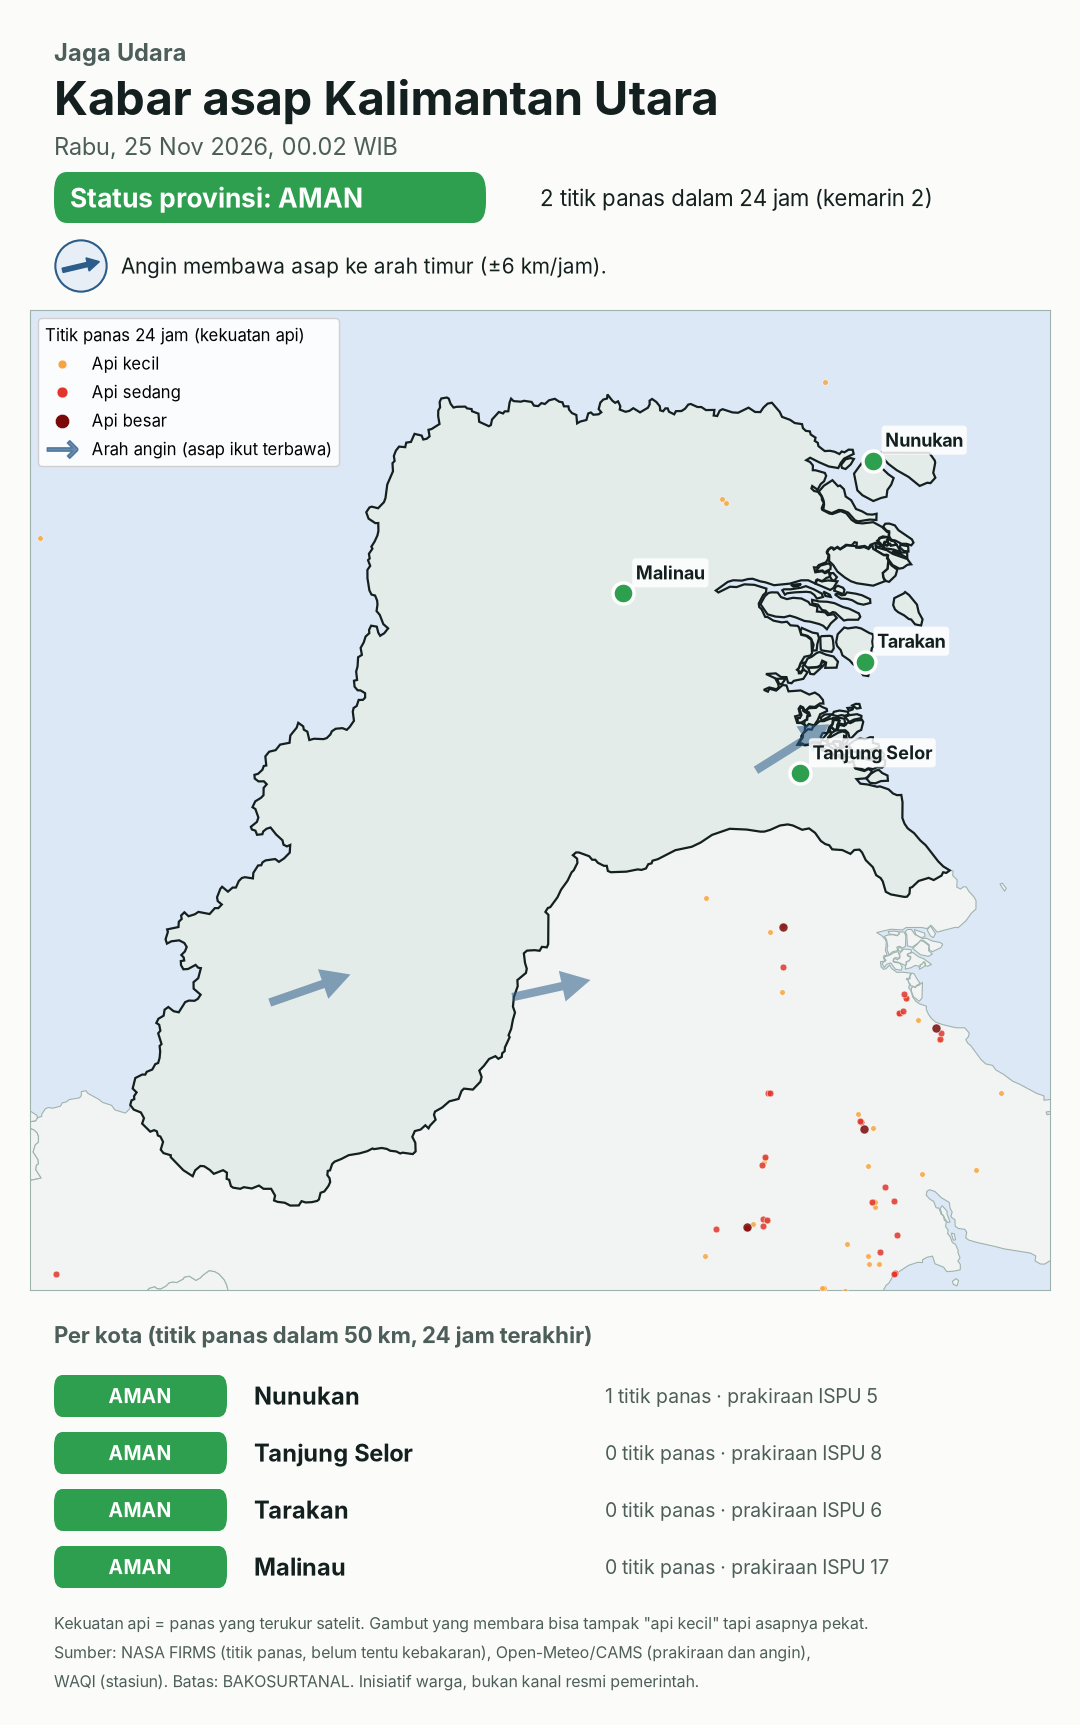 Jaga Udara
Kabar asap Kalimantan Utara
Rabu, 25 Nov 2026, 00.02 WIB
Status provinsi: AMAN
2 titik panas dalam 24 jam (kemarin 2)
Angin membawa asap ke arah timur (±6 km/jam).
Titik panas 24 jam (kekuatan api)
Api kecil
Api sedang
Api besar
Arah angin (asap ikut terbawa)
Nunukan
Malinau
Tarakan
Tanjung Selor
Per kota (titik panas dalam 50 km, 24 jam terakhir)
AMAN Nunukan 1 titik panas · prakiraan ISPU 5
AMAN Tanjung Selor 0 titik panas · prakiraan ISPU 8
AMAN Tarakan 0 titik panas · prakiraan ISPU 6
AMAN Malinau 0 titik panas · prakiraan ISPU 17
Kekuatan api = panas yang terukur satelit. Gambut yang membara bisa tampak "api kecil" tapi asapnya pekat.
Sumber: NASA FIRMS (titik panas, belum tentu kebakaran), Open-Meteo/CAMS (prakiraan dan angin),
WAQI (stasiun). Batas: BAKOSURTANAL. Inisiatif warga, bukan kanal resmi pemerintah.